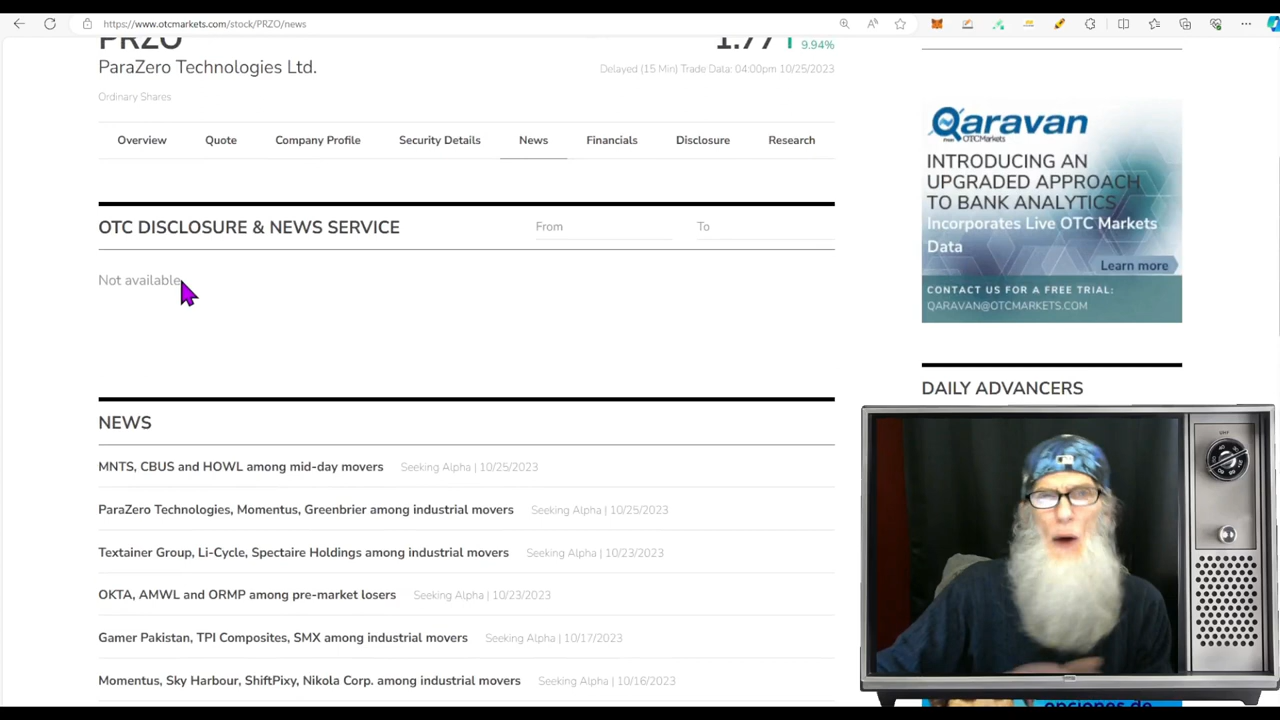 https://www.otcmarkets.com/stock/PRZO/news
PRZO
1.77
9.94%
ParaZero Technologies Ltd.
Delayed (15 Min) Trade Data: 04:00pm 10/25/2023
Ordinary Shares
Overview Quote Company Profile Security Details News Financials Disclosure Research
OTC DISCLOSURE & NEWS SERVICE
From
To
Not available
NEWS
MNTS, CBUS and HOWL among mid-day movers Seeking Alpha | 10/25/2023
ParaZero Technologies, Momentus, Greenbrier among industrial movers Seeking Alpha | 10/25/2023
Textainer Group, Li-Cycle, Spectaire Holdings among industrial movers Seeking Alpha | 10/23/2023
OKTA, AMWL and ORMP among pre-market losers Seeking Alpha | 10/23/2023
Gamer Pakistan, TPI Composites, SMX among industrial movers Seeking Alpha | 10/17/2023
Momentus, Sky Harbour, ShiftPixy, Nikola Corp. among industrial movers Seeking Alpha | 10/16/2023
Qaravan
OTCMarkets
INTRODUCING AN
UPGRADED APPROACH
TO BANK ANALYTICS
Incorporates Live OTC Markets
Data
Learn more
CONTACT US FOR A FREE TRIAL:
QARAVAN@OTCMARKETS.COM
DAILY ADVANCERS
opciones de